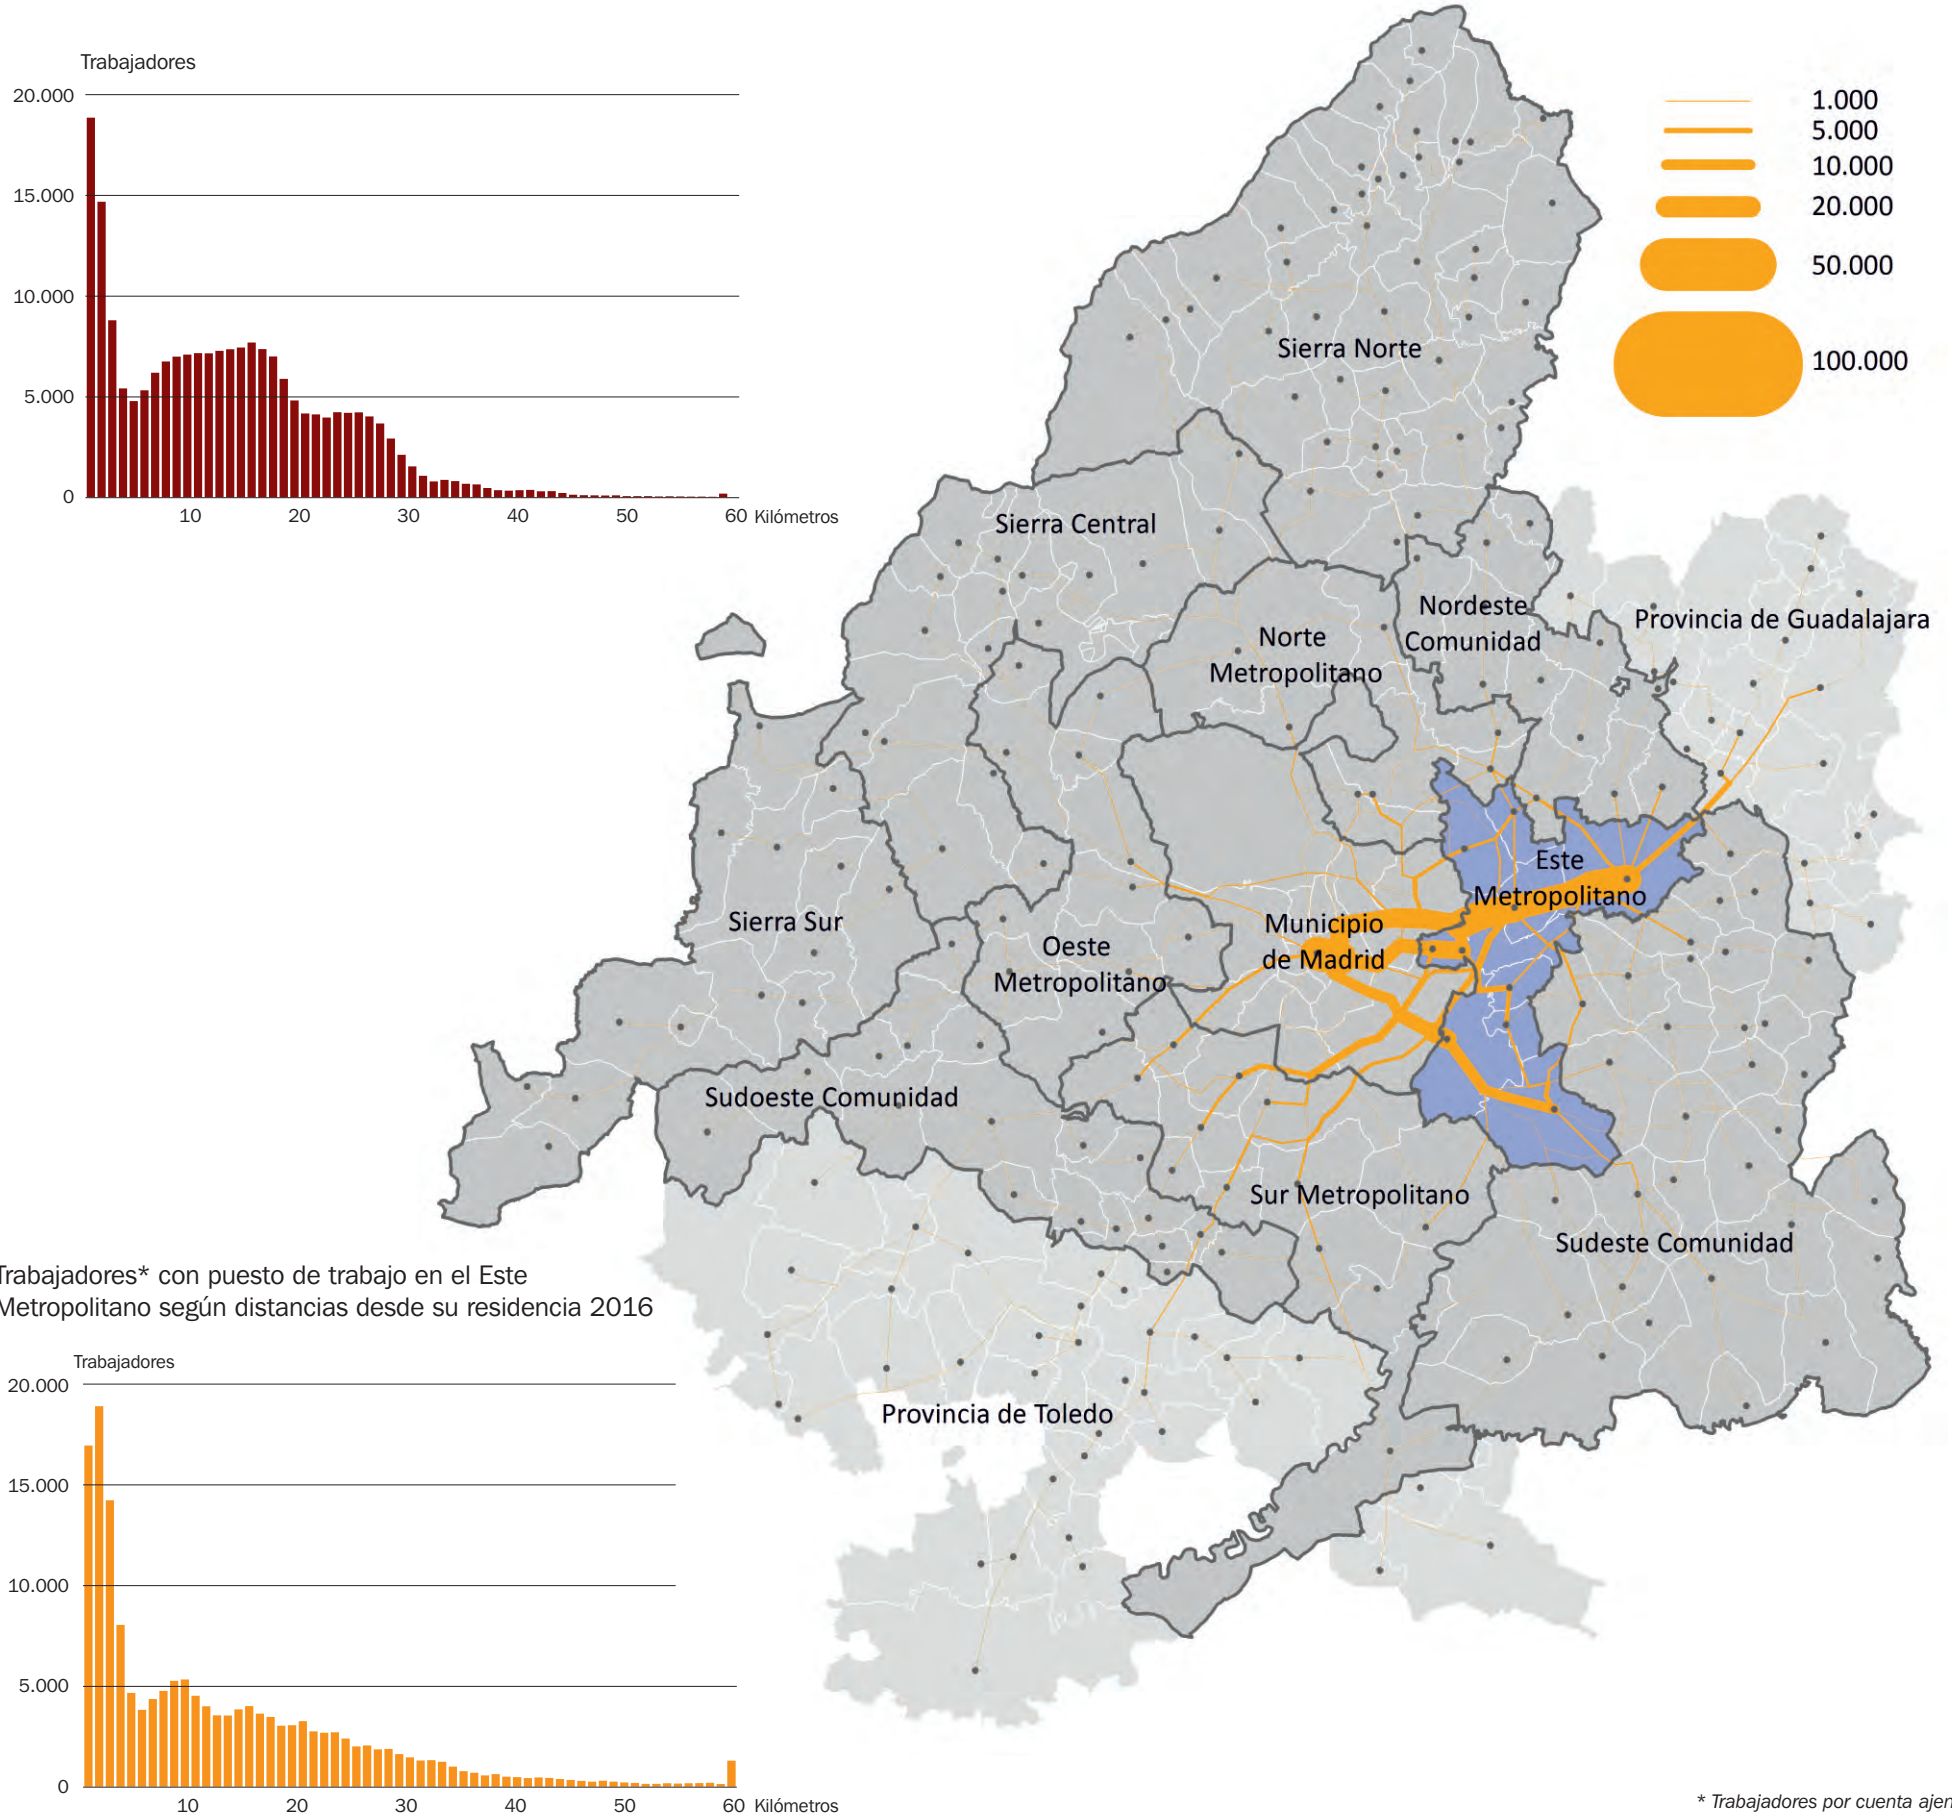 Trabajadores
20.000
15.000
10.000
5.000
0
10
20
30
40
50
60
Kilómetros
1.000
5.000
10.000
20.000
50.000
100.000
Sierra Norte
Sierra Central
Nordeste
Comunidad
Provincia de Guadalajara
Norte
Metropolitano
Este
Metropolitano
Municipio
de Madrid
Sierra Sur
Oeste
Metropolitano
Sudoeste Comunidad
Sur Metropolitano
Sudeste Comunidad
Provincia de Toledo
Trabajadores* con puesto de trabajo en el Este
Metropolitano según distancias desde su residencia 2016
Trabajadores
20.000
15.000
10.000
5.000
0
10
20
30
40
50
60
Kilómetros
* Trabajadores por cuenta ajen